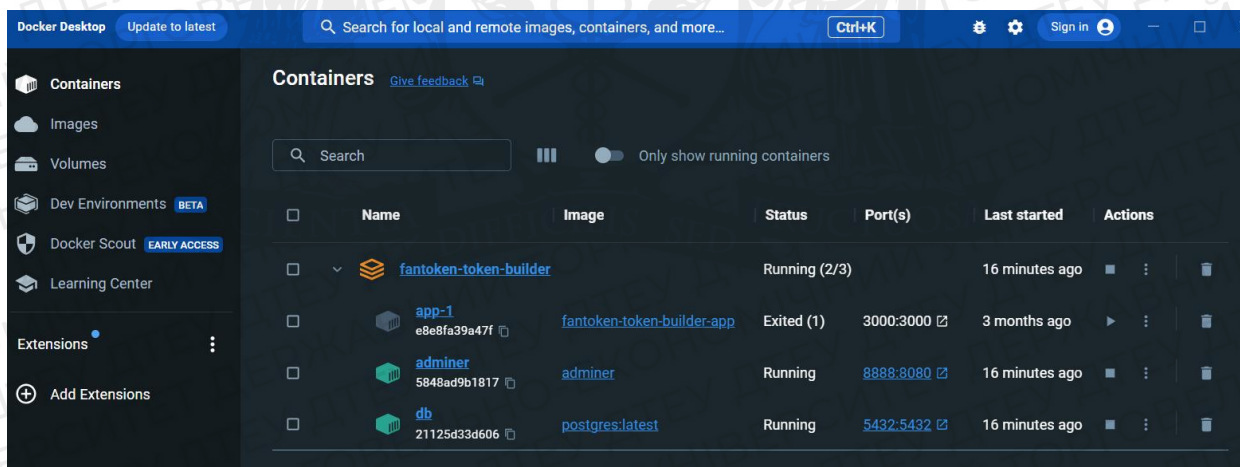 Docker Desktop Update to latest Search for local and remote images, containers, and more... Ctrl+K Sign in
Containers
Images
Volumes
Dev Environments BETA
Docker Scout EARLY ACCESS
Learning Center
Extensions
Add Extensions
Containers Give feedback
Search Only show running containers
Name Image Status Port(s) Last started Actions
fantoken-token-builder Running (2/3) 16 minutes ago
app-1 fantoken-token-builder-app Exited (1) 3000:3000 3 months ago
e8e8fa39a47f
adminer adminer Running 8888:8080 16 minutes ago
5848ad9b1817
db postgres:latest Running 5432:5432 16 minutes ago
21125d33d606